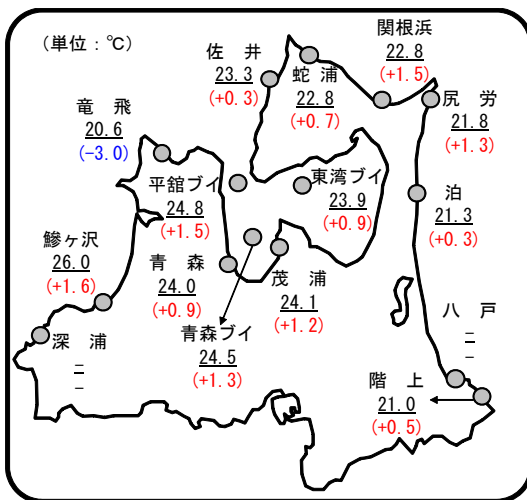 (単位：℃)
関根浜
22.8
(+1.5)
佐 井
23.3
(+0.3)
蛇 浦
22.8
(+0.7)
尻 労
21.8
(+1.3)
竜 飛
20.6
(−3.0)
平舘ブイ
24.8
(+1.5)
東湾ブイ
23.9
(+0.9)
泊
21.3
(+0.3)
鰺ヶ沢
26.0
(+1.6)
青 森
24.0
(+0.9)
茂 浦
24.1
(+1.2)
八 戸
－
－
青森ブイ
24.5
(+1.3)
深 浦
－
－
階 上
21.0
(+0.5)